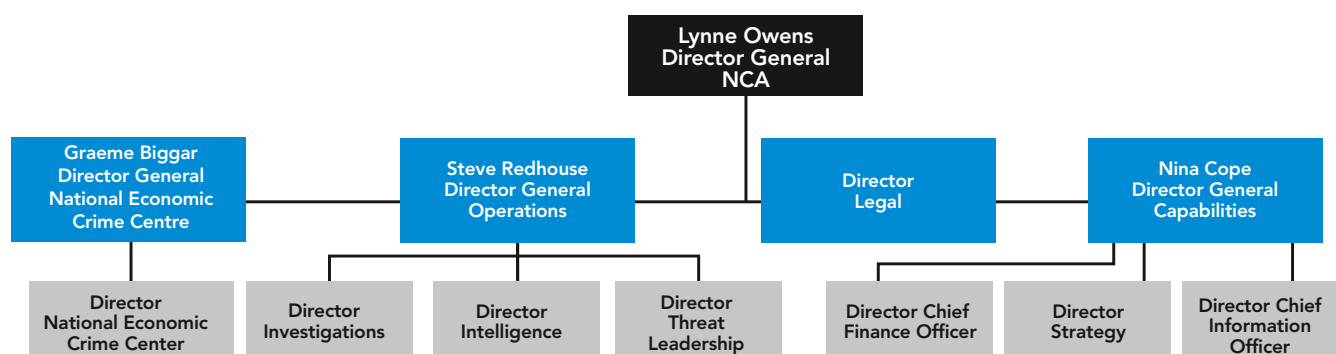 Lynne Owens
Director General
NCA
Graeme Biggar
Director General
National Economic
Crime Centre
Steve Redhouse
Director General
Operations
Director
Legal
Nina Cope
Director General
Capabilities
Director
National Economic
Crime Center
Director
Investigations
Director
Intelligence
Director
Threat
Leadership
Director Chief
Finance Officer
Director
Strategy
Director Chief
Information
Officer